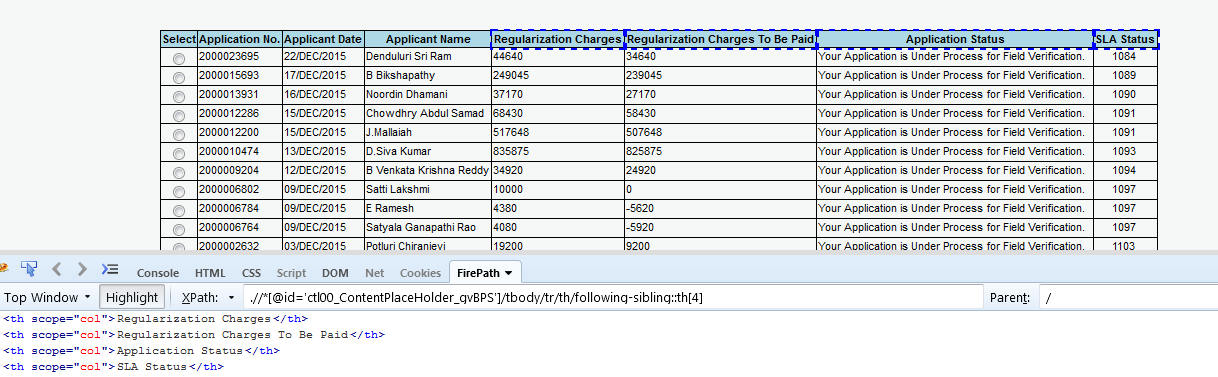 Select Application No. Applicant Date Applicant Name Regularization Charges Regularization Charges To Be Paid Application Status SLA Status
2000023695 22/DEC/2015 Denduluri Sri Ram 44640 34640 Your Application is Under Process for Field Verification. 1084
2000015693 17/DEC/2015 B Bikshapathy 249045 239045 Your Application is Under Process for Field Verification. 1089
2000013931 16/DEC/2015 Noordin Dhamani 37170 27170 Your Application is Under Process for Field Verification. 1090
2000012286 15/DEC/2015 Chowdhry Abdul Samad 68430 58430 Your Application is Under Process for Field Verification. 1091
2000012200 15/DEC/2015 J.Mallaiah 517648 507648 Your Application is Under Process for Field Verification. 1091
2000010474 13/DEC/2015 D.Siva Kumar 835875 825875 Your Application is Under Process for Field Verification. 1093
2000009204 12/DEC/2015 B Venkata Krishna Reddy 34920 24920 Your Application is Under Process for Field Verification. 1094
2000006802 09/DEC/2015 Satti Lakshmi 10000 0 Your Application is Under Process for Field Verification. 1097
2000006784 09/DEC/2015 E Ramesh 4380 -5620 Your Application is Under Process for Field Verification. 1097
2000006764 09/DEC/2015 Satyala Ganapathi Rao 4080 -5920 Your Application is Under Process for Field Verification. 1097
2000002632 03/DEC/2015 Potluri Chiranjevi 19200 9200 Your Application is Under Process for Field Verification. 1103
Console HTML CSS Script DOM Net Cookies FirePath
Top Window Highlight XPath: .//*[@id='ctl00_ContentPlaceHolder_gvBPS']/tbody/tr/th/following-sibling::th[4] Parent: /
<th scope="col">Regularization Charges</th>
<th scope="col">Regularization Charges To Be Paid</th>
<th scope="col">Application Status</th>
<th scope="col">SLA Status</th>